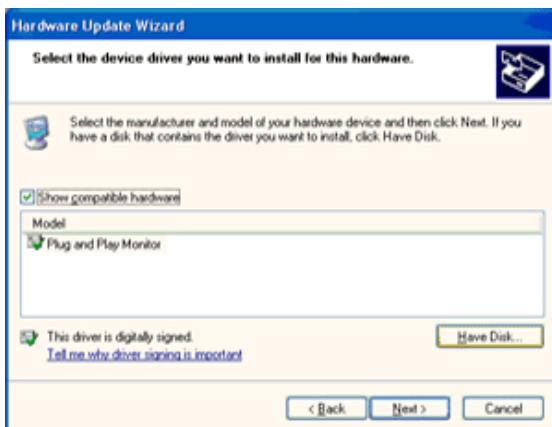 Hardware Update Wizard
Select the device driver you want to install for this hardware.
Select the manufacturer and model of your hardware device and then click Next. If you
have a disk that contains the driver you want to install, click Have Disk.
Show compatible hardware
Model
Plug and Play Monitor
This driver is digitally signed.
Have Disk...
Tell me why driver signing is important
< Back
Next >
Cancel